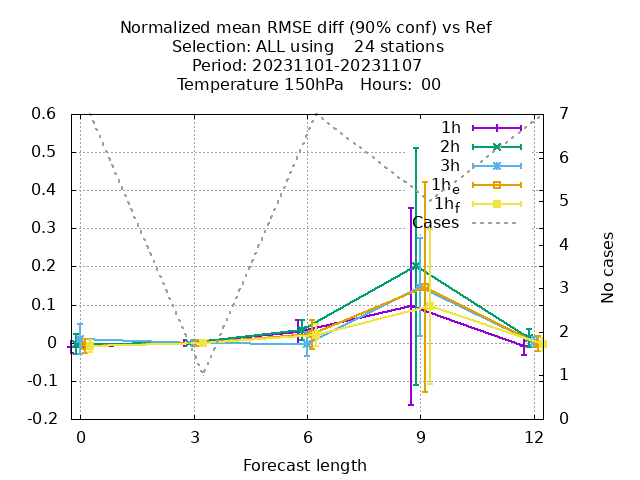 Normalized mean RMSE diff (90% conf) vs Ref
Selection: ALL using    24 stations
Period: 20231101-20231107
Temperature 150hPa   Hours:  00
0.6
0.5
0.4
0.3
0.2
0.1
0
-0.1
-0.2
7
6
5
4
3
2
1
0
No cases
1h
2h
3h
1he
1hf
Cases
0
3
6
9
12
Forecast length